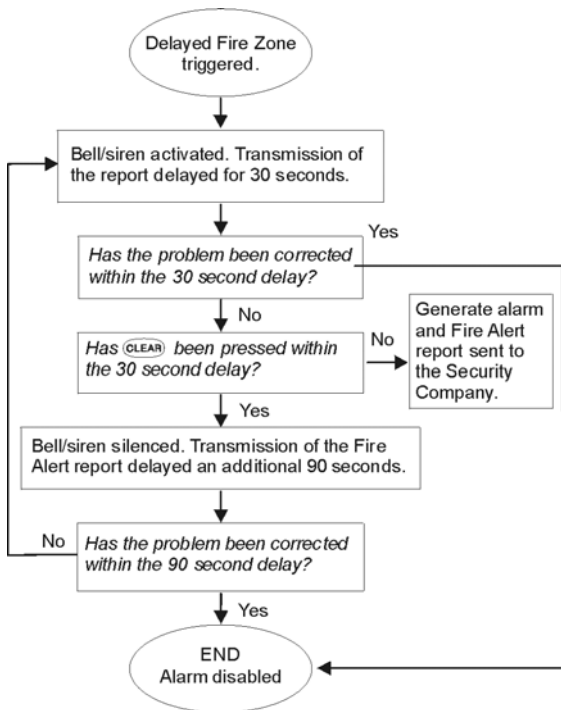 Delayed Fire Zone
triggered.
Bell/siren activated. Transmission of
the report delayed for 30 seconds.
Yes
Has the problem been corrected
within the 30 second delay?
No
Has CLEAR been pressed within
the 30 second delay?
No
Generate alarm
and Fire Alert
report sent to
the Security
Company.
Yes
Bell/siren silenced. Transmission of the Fire
Alert report delayed an additional 90 seconds.
No
Has the problem been corrected
within the 90 second delay?
Yes
END
Alarm disabled